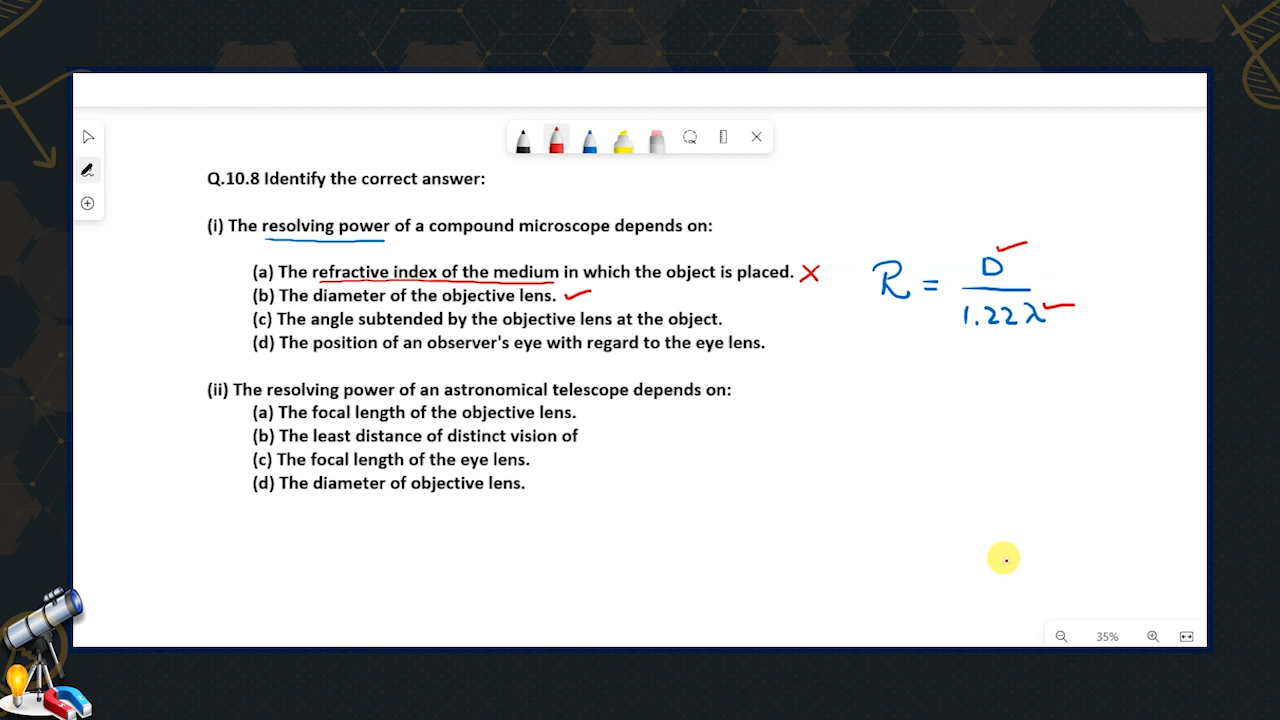 Q.10.8 Identify the correct answer:
(i) The resolving power of a compound microscope depends on:
(a) The refractive index of the medium in which the object is placed.
(b) The diameter of the objective lens.
(c) The angle subtended by the objective lens at the object.
(d) The position of an observer's eye with regard to the eye lens.
R = D / 1.22 λ
(ii) The resolving power of an astronomical telescope depends on:
(a) The focal length of the objective lens.
(b) The least distance of distinct vision of
(c) The focal length of the eye lens.
(d) The diameter of objective lens.
35%